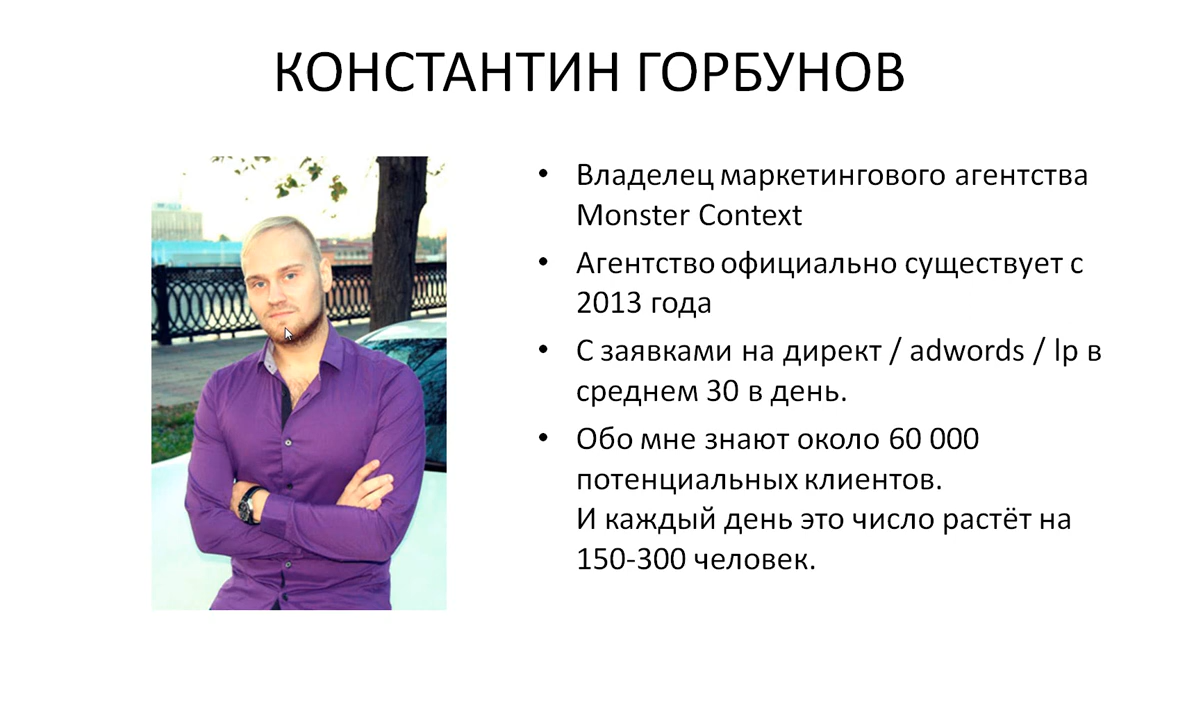 КОНСТАНТИН ГОРБУНОВ
• Владелец маркетингового агентства
Monster Context
• Агентство официально существует с
2013 года
• С заявками на директ / adwords / lp в
среднем 30 в день.
• Обо мне знают около 60 000
потенциальных клиентов.
И каждый день это число растёт на
150-300 человек.